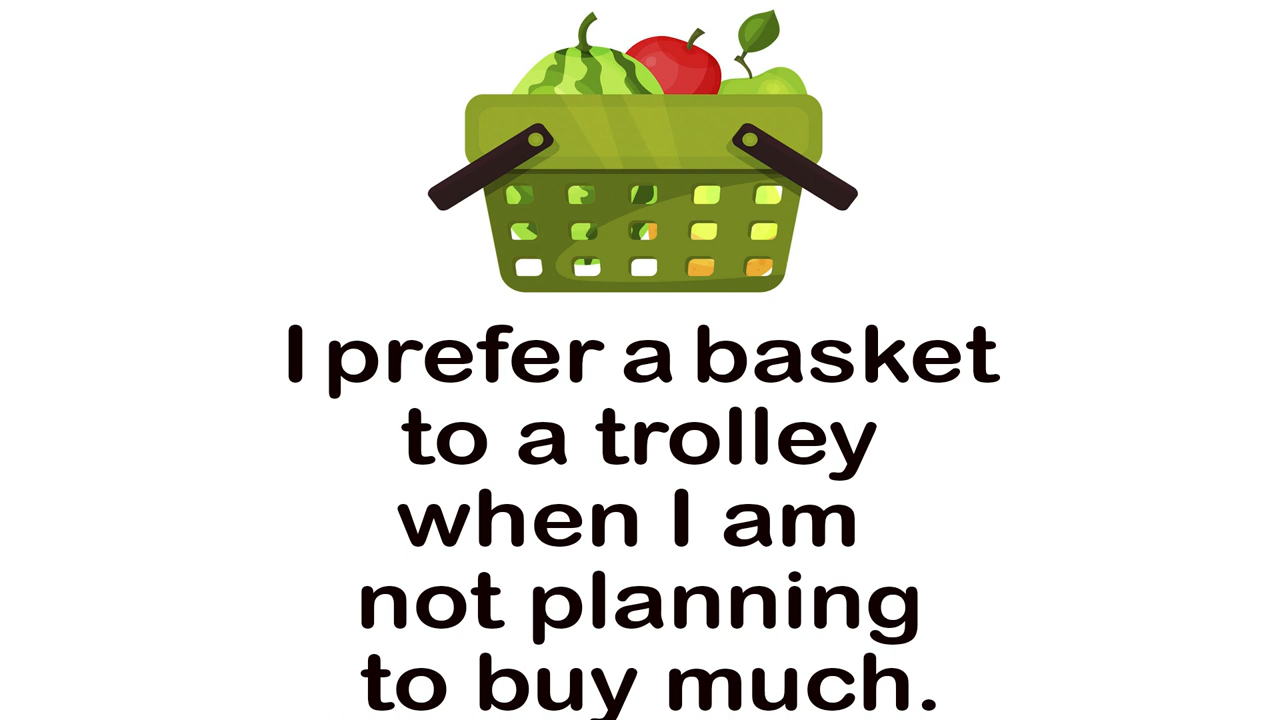 I prefer a basket
to a trolley
when I am
not planning
to buy much.